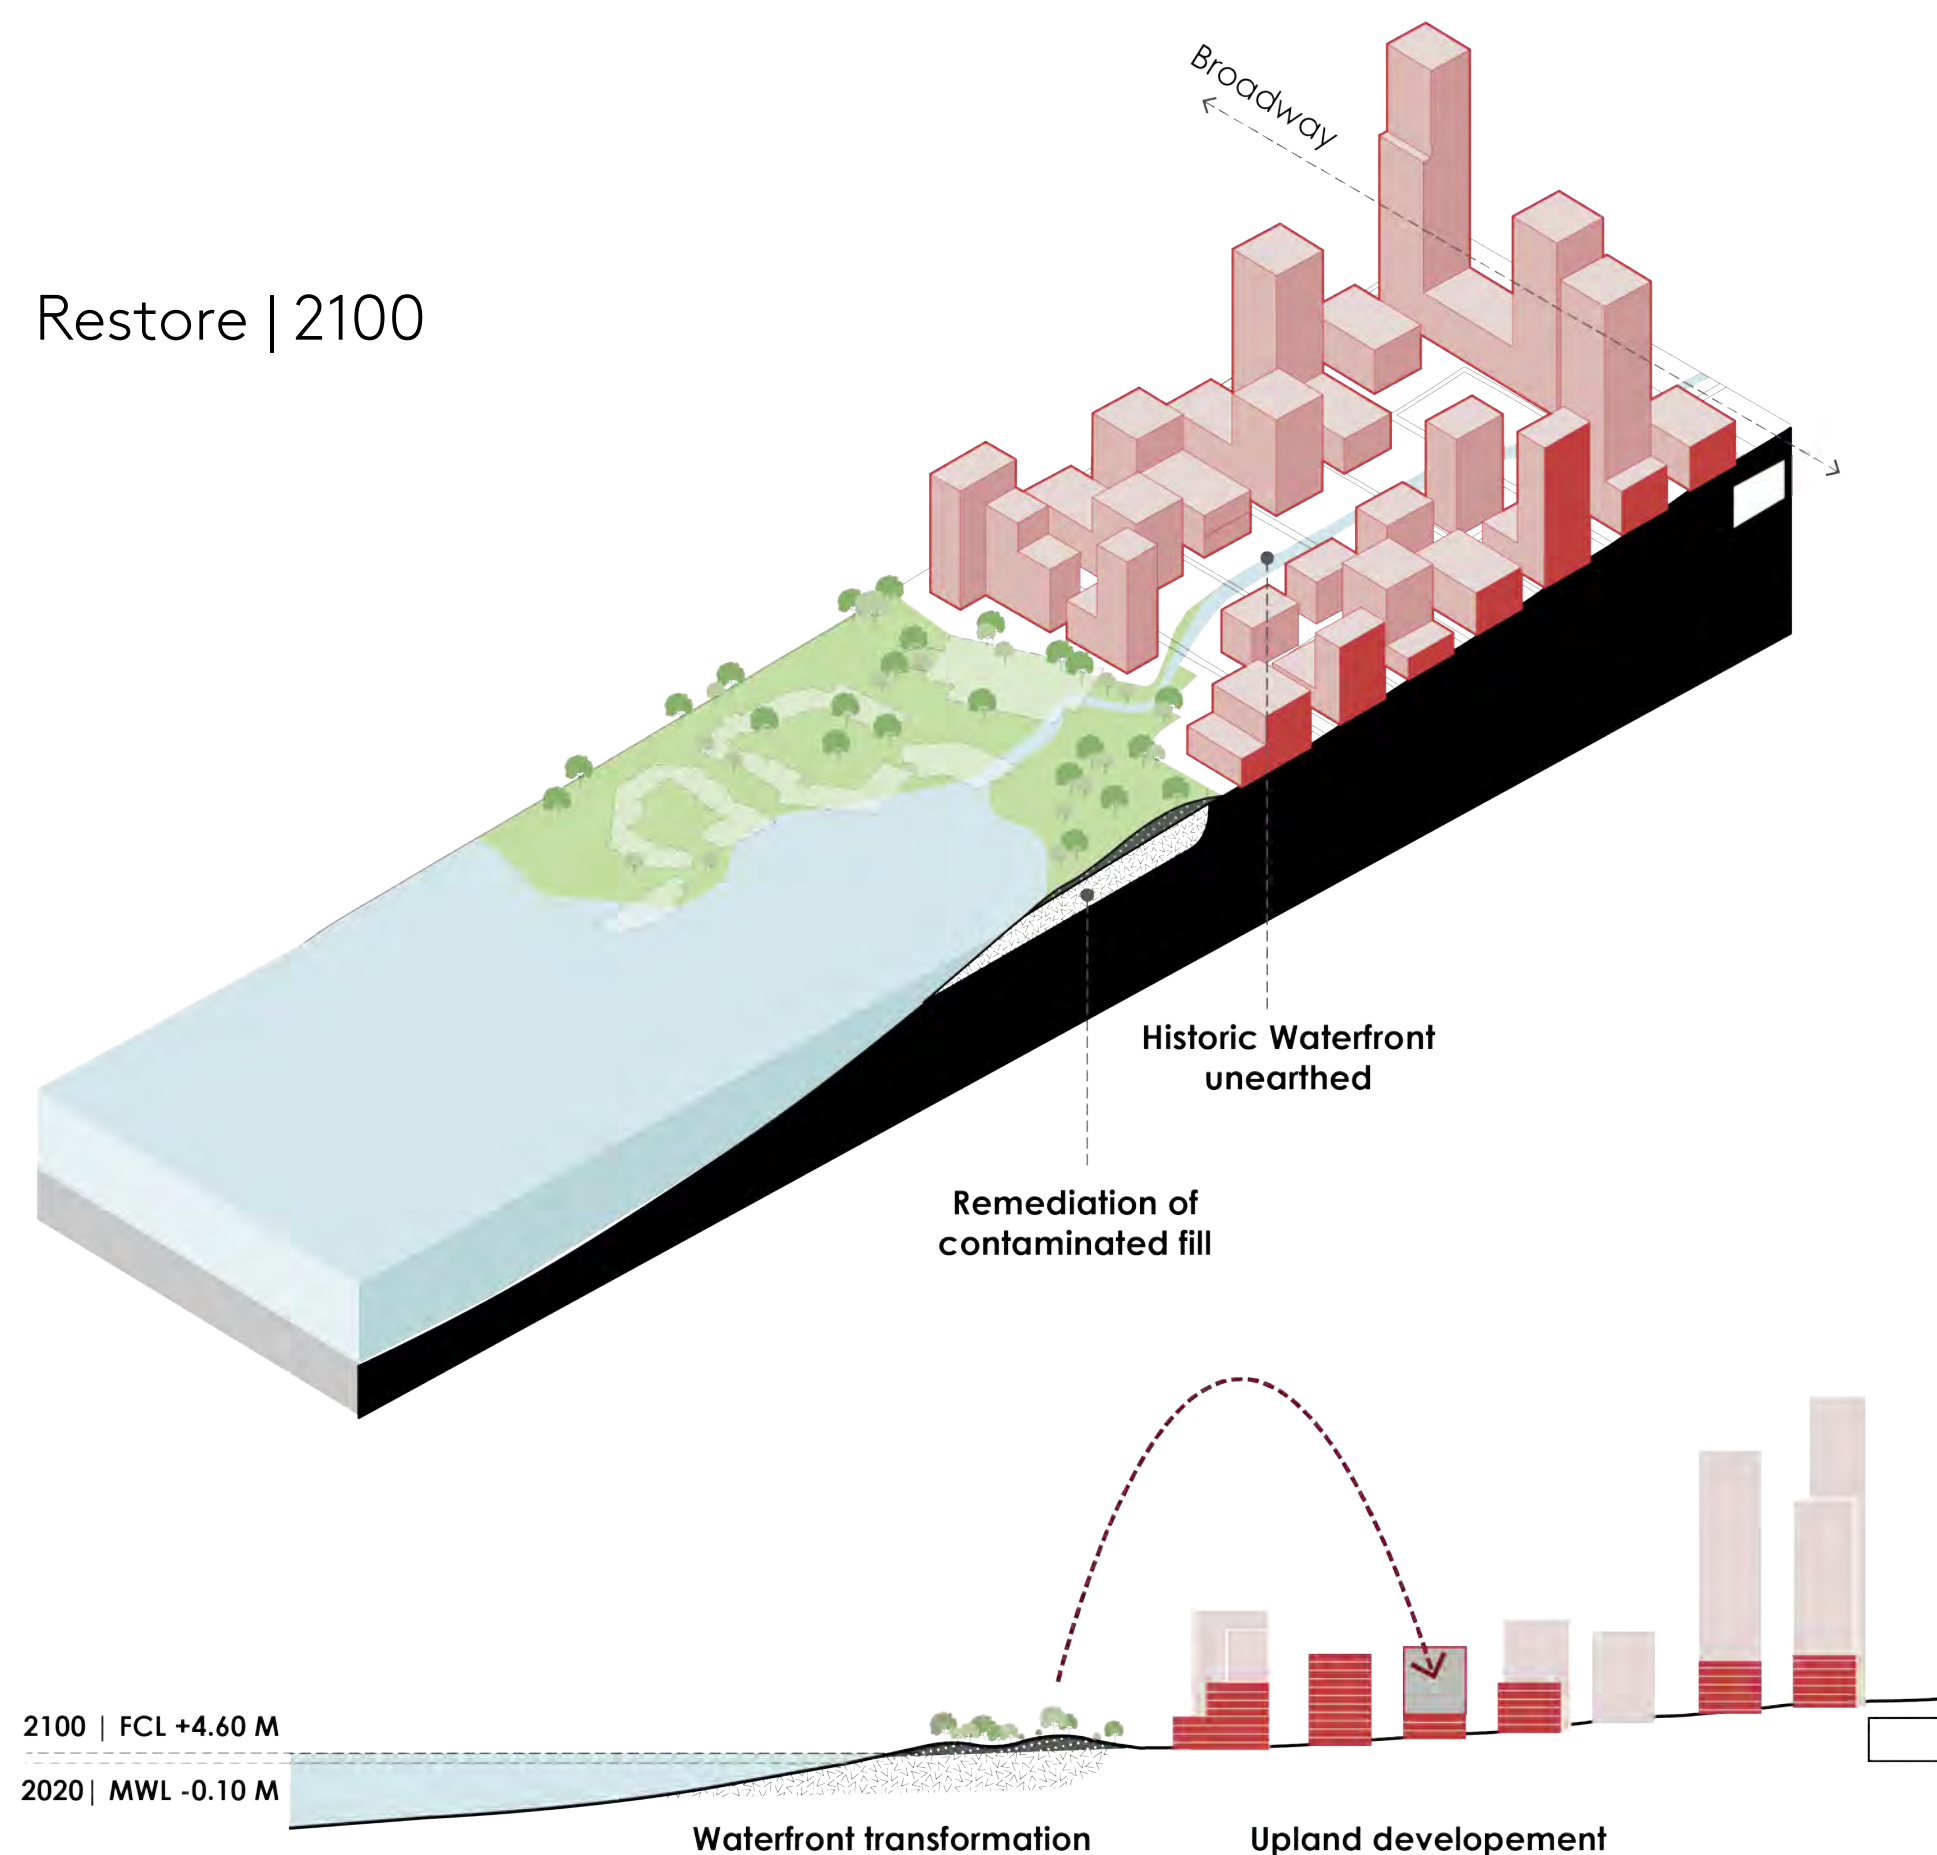 Broadway
Restore | 2100
Historic Waterfront
unearthed
Remediation of
contaminated fill
2100 | FCL +4.60 M
2020| MWL -0.10 M
Waterfront transformation
Upland developement